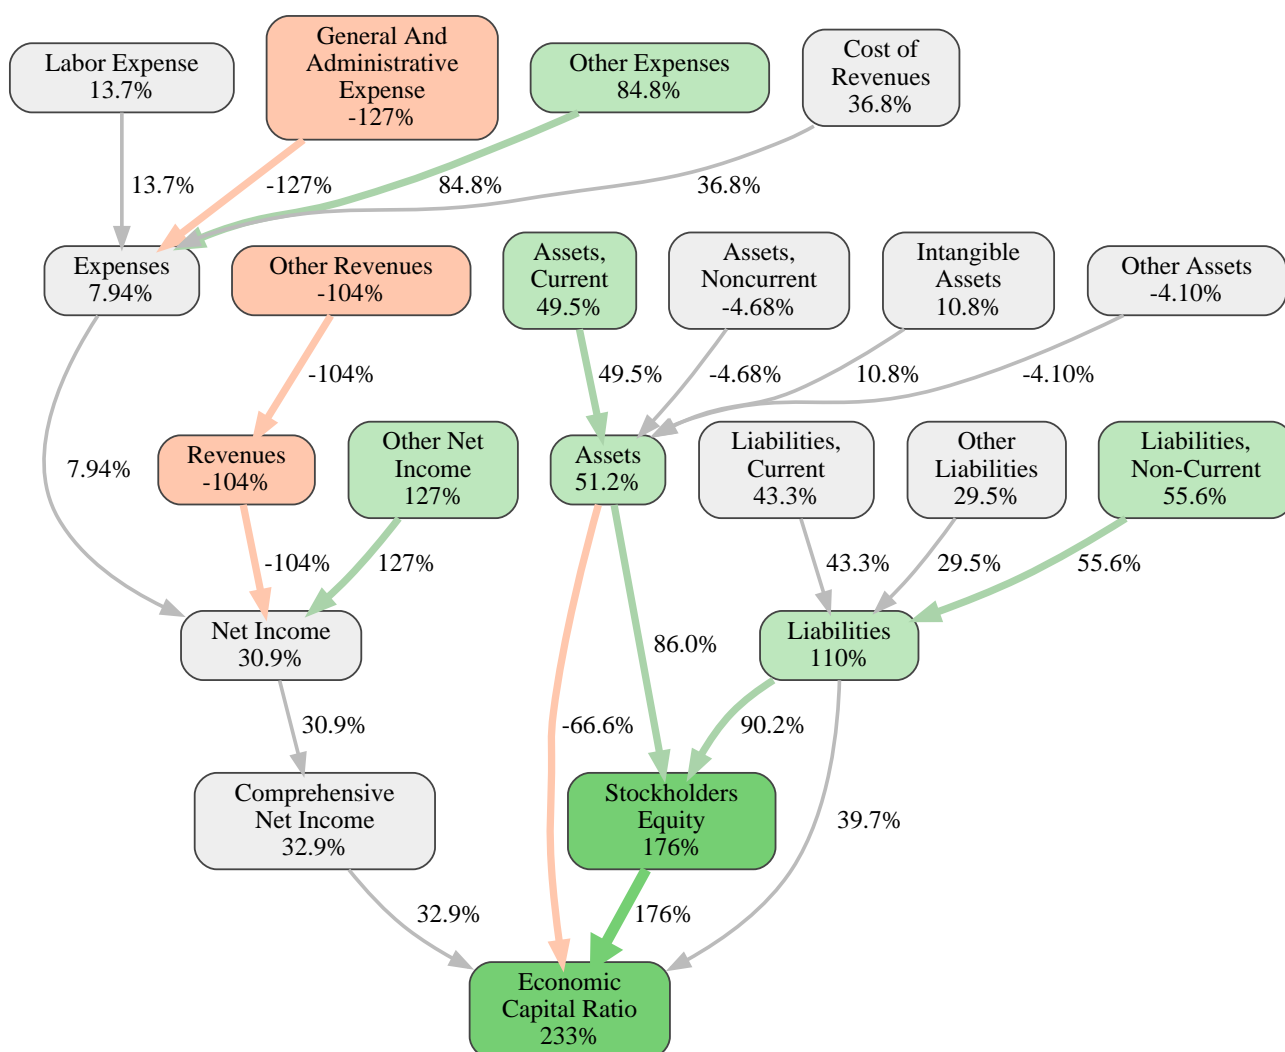 Labor Expense
13.7%
General And
Administrative
Expense
-127%
Other Expenses
84.8%
Cost of
Revenues
36.8%
13.7%
-127%
84.8%
36.8%
Expenses
7.94%
Other Revenues
-104%
Assets,
Current
49.5%
Assets,
Noncurrent
-4.68%
Intangible
Assets
10.8%
Other Assets
-4.10%
-104%
49.5%
-4.68%
10.8%
-4.10%
7.94%
Revenues
-104%
Other Net
Income
127%
Assets
51.2%
Liabilities,
Current
43.3%
Other
Liabilities
29.5%
Liabilities,
Non-Current
55.6%
-104%
127%
43.3%
29.5%
55.6%
Net Income
30.9%
86.0%
Liabilities
110%
30.9%
-66.6%
90.2%
Comprehensive
Net Income
32.9%
Stockholders
Equity
176%
39.7%
32.9%
176%
Economic
Capital Ratio
233%